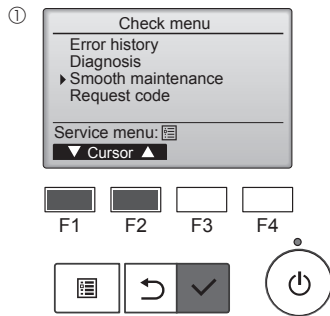 ①
Check menu
Error history
Diagnosis
Smooth maintenance
Request code
Service menu:
▼ Cursor ▲
F1 F2 F3 F4